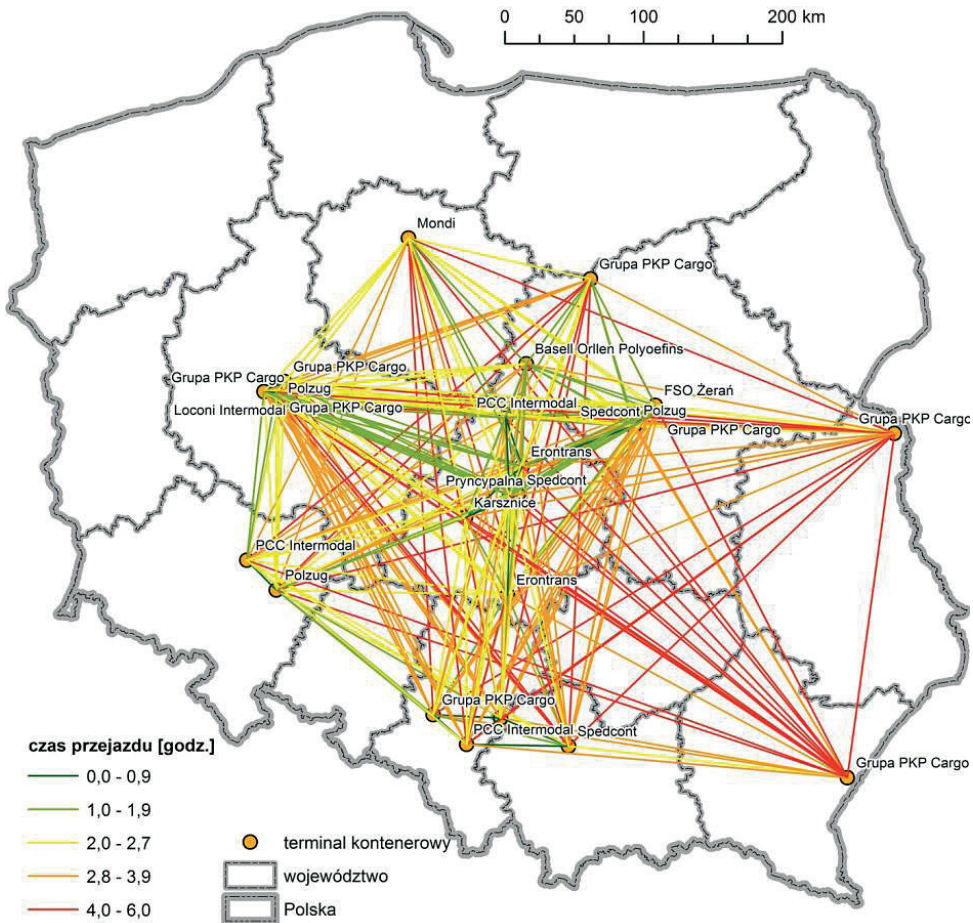 0 50 100 200 km
Mondi
Grupa PKP Cargo
Basell Orllen Polyoefins
Grupa PKP Cargo
Grupa PKP Cargo
Polzug
FSO Żerań
PCC Intermodal
Loconi Intermodal
Grupa PKP Cargo
Spedcont
Polzug
Grupa PKP Cargo
Grupa PKP Cargo
Erontrans
Pryncypalna
Spedcont
Karsznice
PCC Intermodal
Polzug
Erontrans
Grupa PKP Cargo
PCC Intermodal
Spedcont
Grupa PKP Cargo
czas przejazdu [godz.]
0,0 - 0,9
1,0 - 1,9
2,0 - 2,7
2,8 - 3,9
4,0 - 6,0
terminal kontenerowy
województwo
Polska